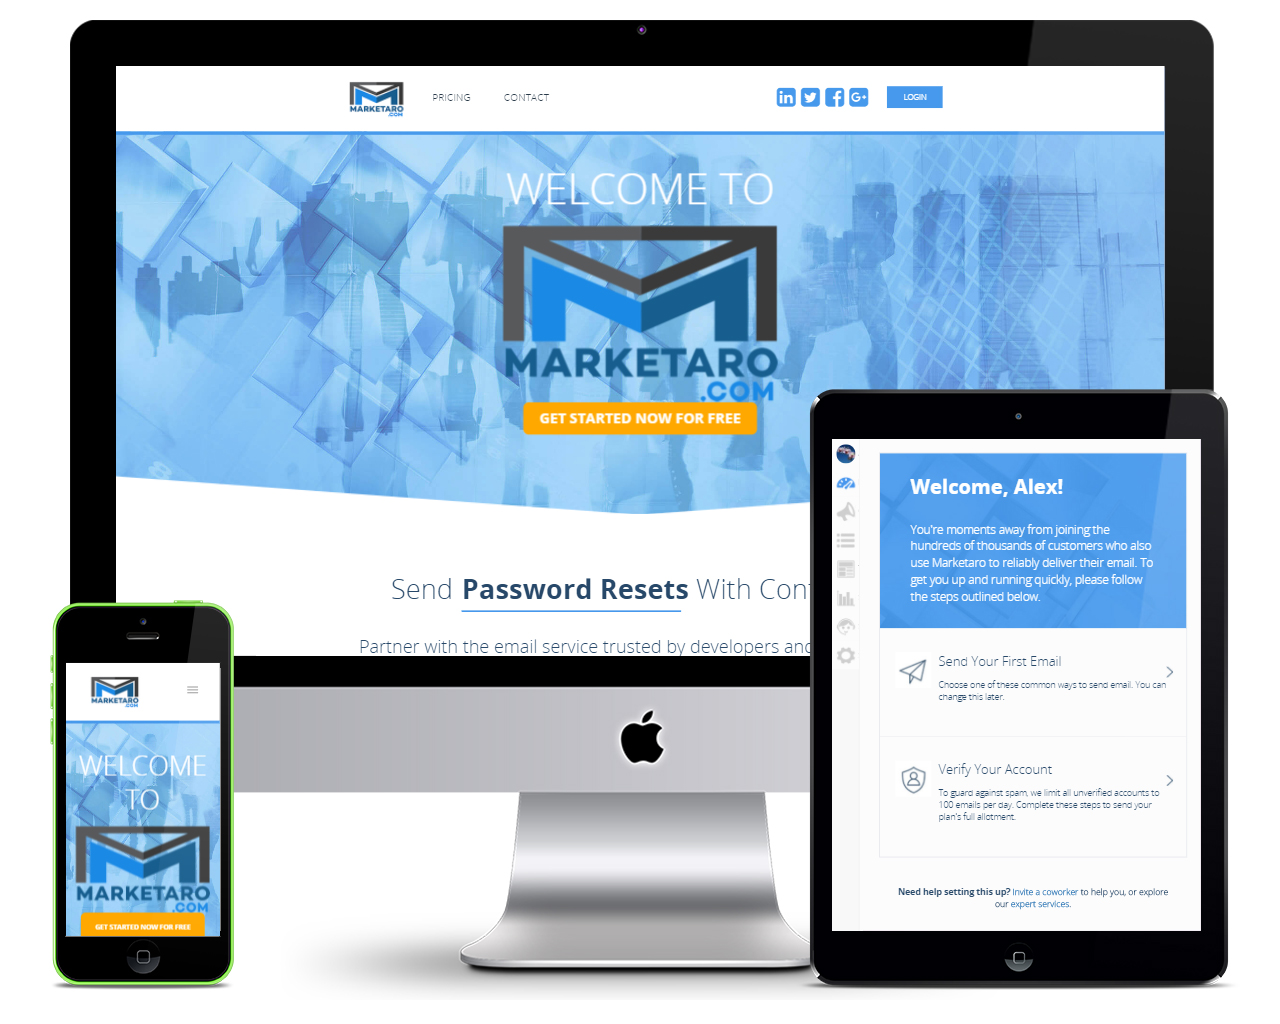 MARKETARO
.COM
PRICING
CONTACT
LOGIN
WELCOME TO
MARKETARO
.COM
GET STARTED NOW FOR FREE
Send Password Resets With Con
Partner with the email service trusted by developers and
MARKETARO
.COM
WELCOME
TO
MARKETARO
.COM
GET STARTED NOW FOR FREE
Welcome, Alex!
You're moments away from joining the
hundreds of thousands of customers who also
use Marketaro to reliably deliver their email. To
get you up and running quickly, please follow
the steps outlined below.
Send Your First Email
Choose one of these common ways to send email. You can
change this later.
Verify Your Account
To guard against spam, we limit all unverified accounts to
100 emails per day. Complete these steps to send your
plan's full allotment.
Need help setting this up? Invite a coworker to help you, or explore
our expert services.